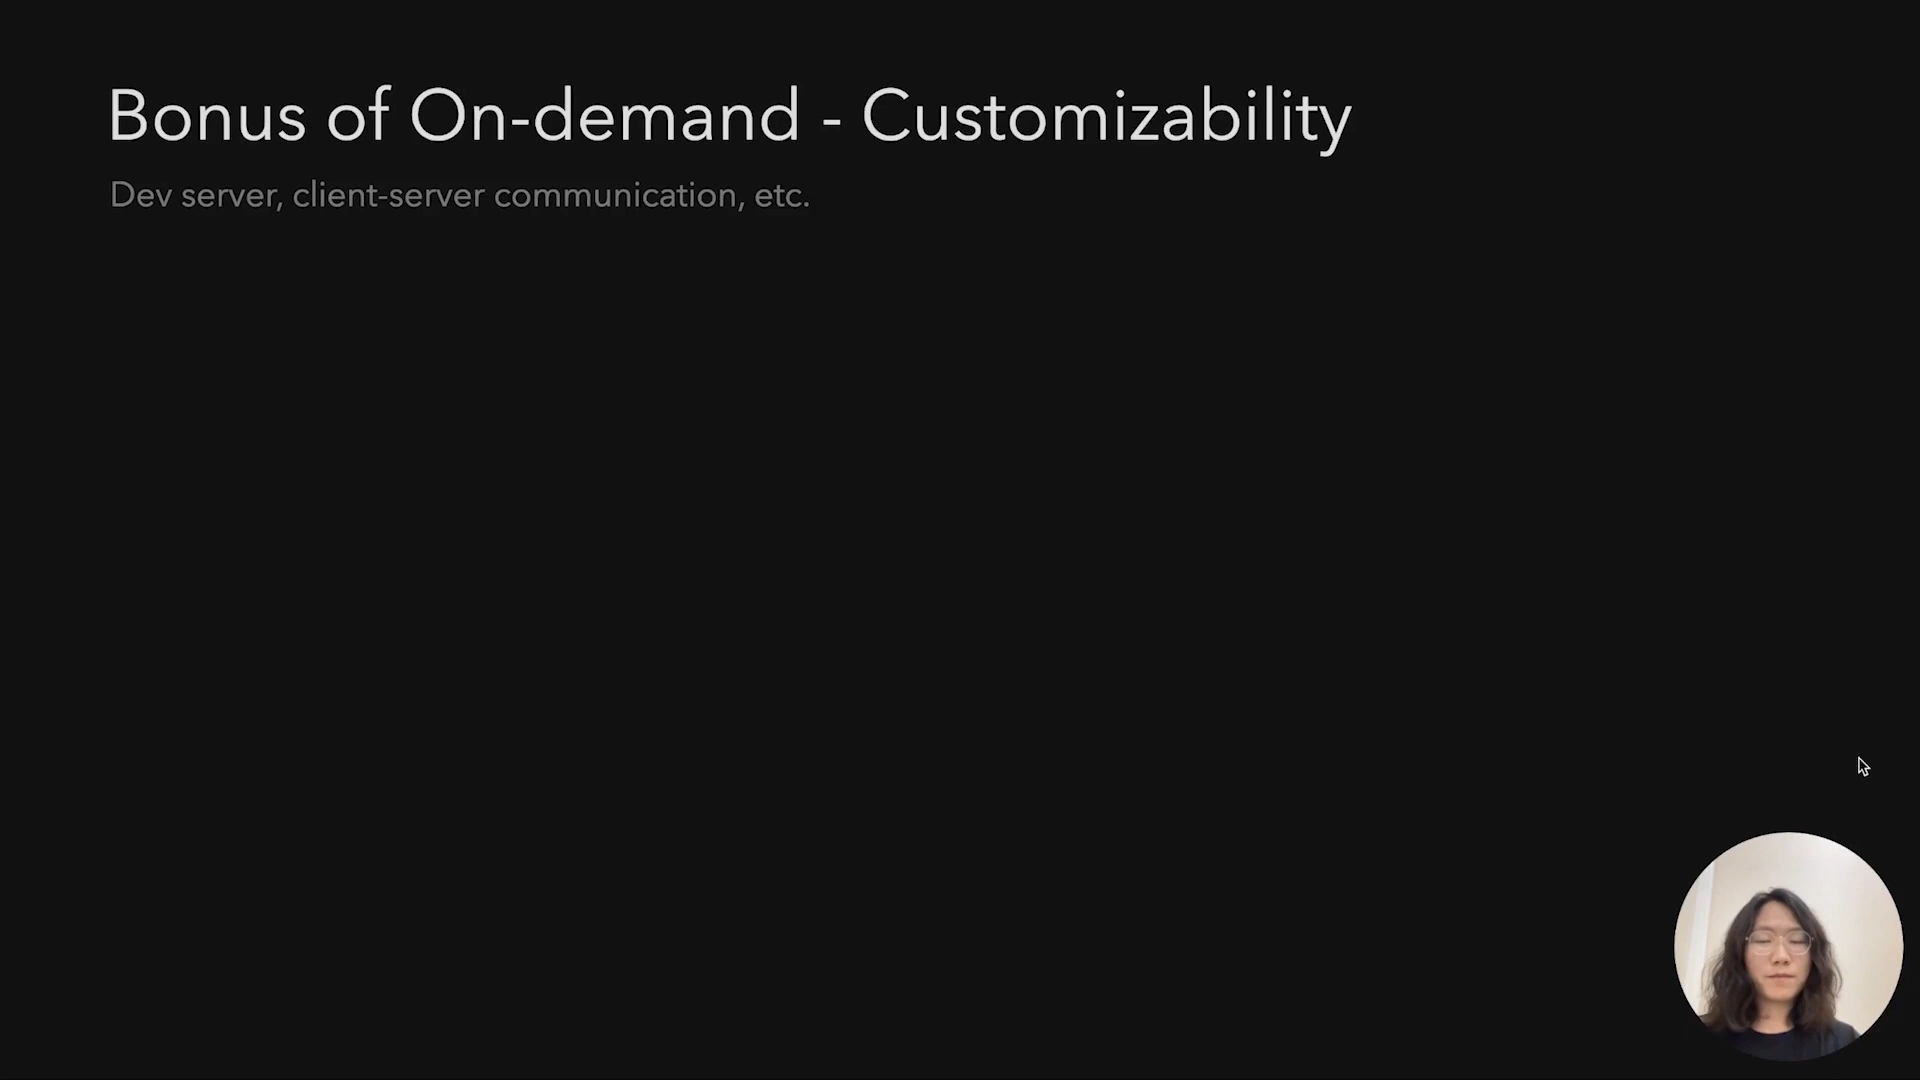 Bonus of On-demand - Customizability
Dev server, client-server communication, etc.